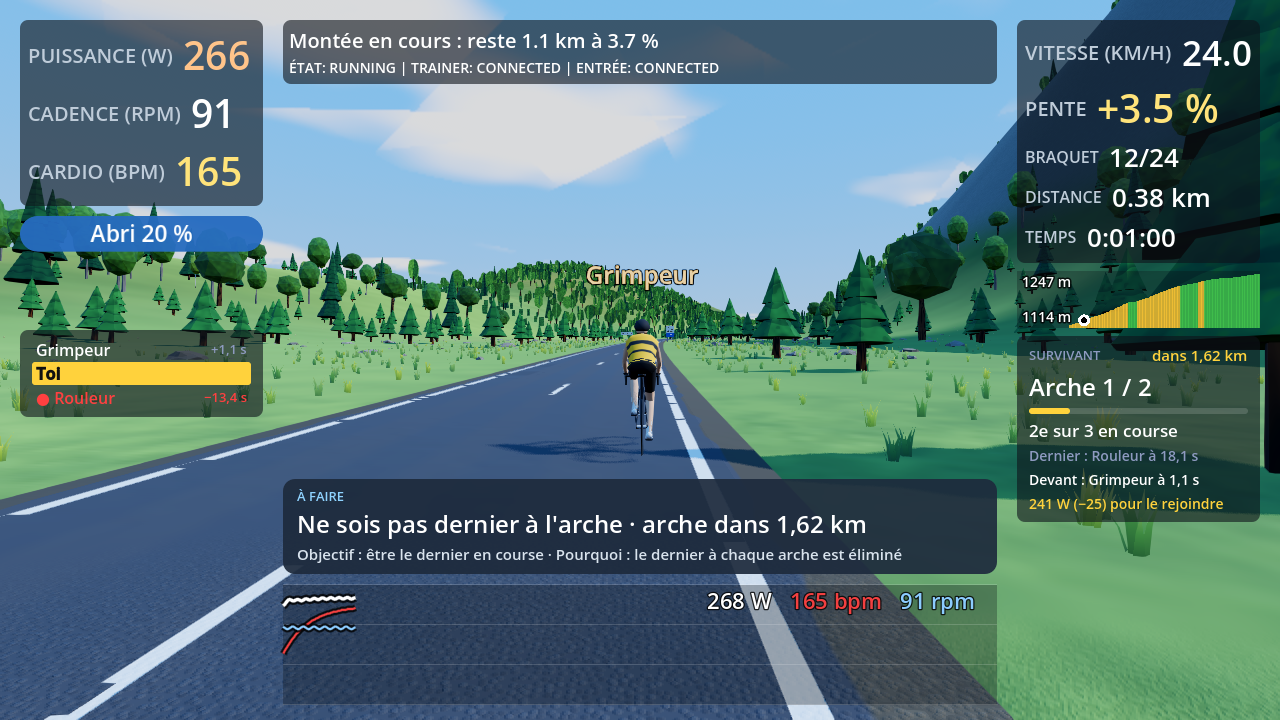 PUISSANCE (W) 266
CADENCE (RPM) 91
CARDIO (BPM) 165
Abri 20 %
Montée en cours : reste 1.1 km à 3.7 %
ÉTAT: RUNNING | TRAINER: CONNECTED | ENTRÉE: CONNECTED
VITESSE (KM/H) 24.0
PENTE +3.5 %
BRAQUET 12/24
DISTANCE 0.38 km
TEMPS 0:01:00
1247 m
1114 m
Grimpeur
Grimpeur +1,1 s
Toi
Rouleur −13,4 s
SURVIVANT dans 1,62 km
Arche 1 / 2
2e sur 3 en course
Dernier : Rouleur à 18,1 s
Devant : Grimpeur à 1,1 s
241 W (−25) pour le rejoindre
À FAIRE
Ne sois pas dernier à l'arche · arche dans 1,62 km
Objectif : être le dernier en course · Pourquoi : le dernier à chaque arche est éliminé
268 W 165 bpm 91 rpm